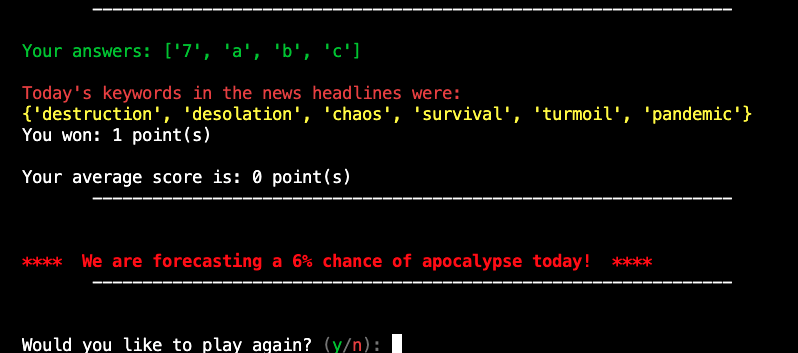 Your answers: ['7', 'a', 'b', 'c']
Today's keywords in the news headlines were:
{'destruction', 'desolation', 'chaos', 'survival', 'turmoil', 'pandemic'}
You won: 1 point(s)
Your average score is: 0 point(s)
**** We are forecasting a 6% chance of apocalypse today! ****
Would you like to play again? (y/n):